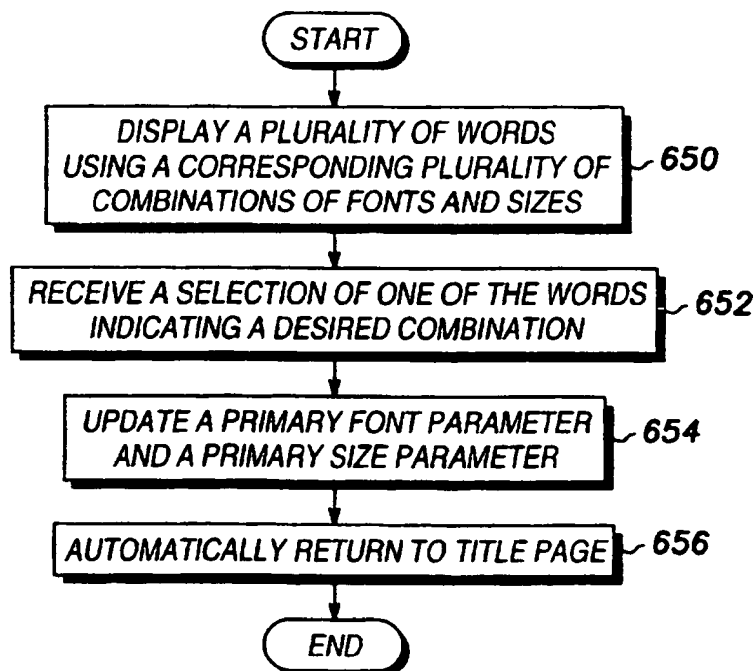 START
DISPLAY A PLURALITY OF WORDS
USING A CORRESPONDING PLURALITY OF
COMBINATIONS OF FONTS AND SIZES
650
RECEIVE A SELECTION OF ONE OF THE WORDS
INDICATING A DESIRED COMBINATION
652
UPDATE A PRIMARY FONT PARAMETER
AND A PRIMARY SIZE PARAMETER
654
AUTOMATICALLY RETURN TO TITLE PAGE
656
END